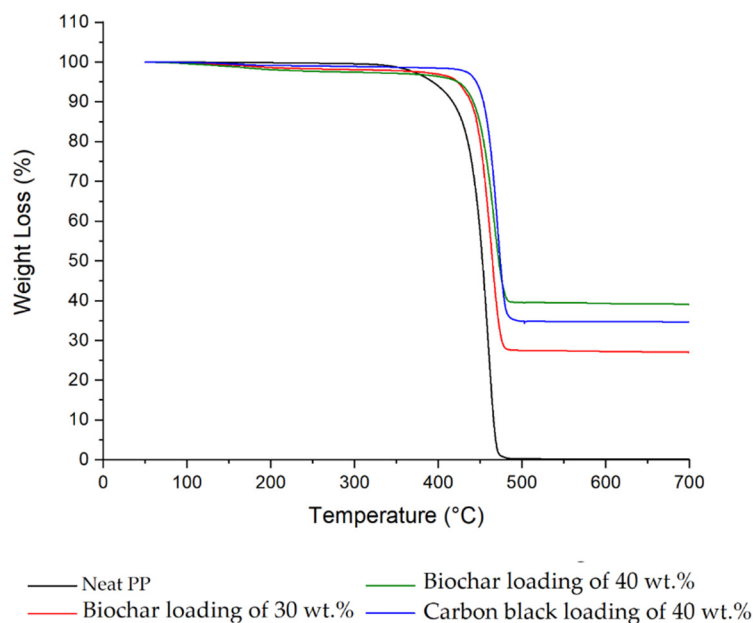 110
100
90
80
70
60
50
40
30
20
10
0
Weight Loss (%)
0 100 200 300 400 500 600 700
Temperature (°C)
Neat PP
Biochar loading of 40 wt.%
Biochar loading of 30 wt.%
Carbon black loading of 40 wt.%